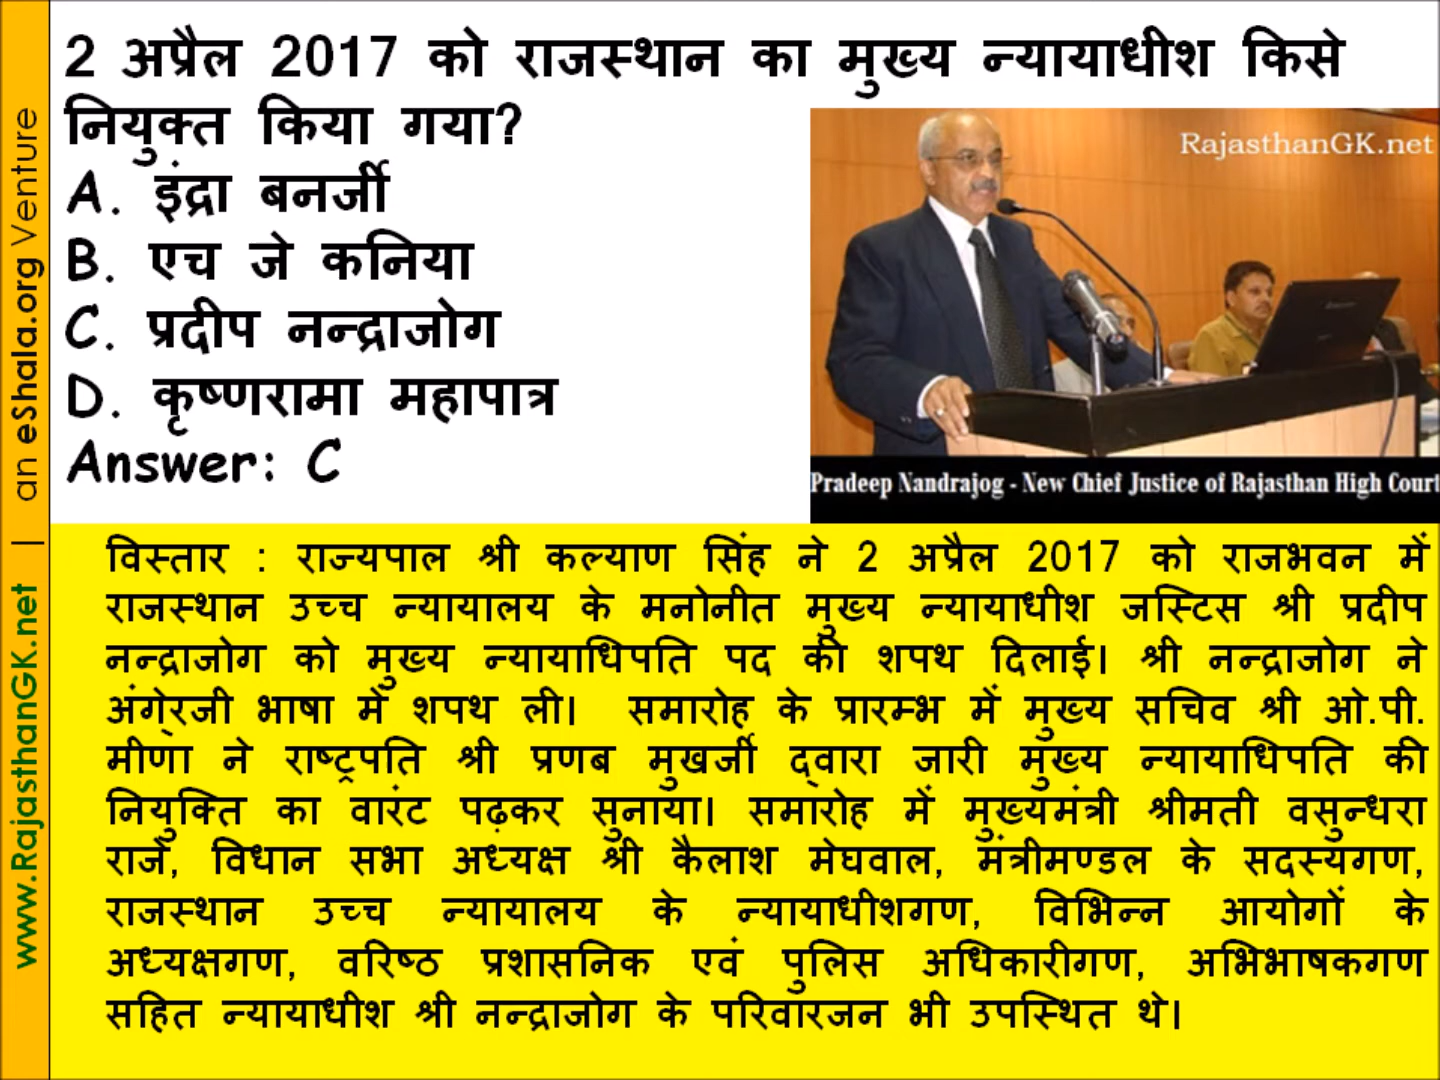 2 अप्रैल 2017 को राजस्थान का मुख्य न्यायाधीश किसे
नियुक्त किया गया?
A. इंद्रा बनर्जी
B. एच जे कनिया
C. प्रदीप नन्द्राजोग
D. कृष्णरामा महापात्र
Answer: C
RajasthanGK.net
Pradeep Nandrajog - New Chief Justice of Rajasthan High Court
विस्तार : राज्यपाल श्री कल्याण सिंह ने 2 अप्रैल 2017 को राजभवन में
राजस्थान उच्च न्यायालय के मनोनीत मुख्य न्यायाधीश जस्टिस श्री प्रदीप
नन्द्राजोग को मुख्य न्यायाधिपति पद की शपथ दिलाई। श्री नन्द्राजोग ने
अंगे्रजी भाषा में शपथ ली। समारोह के प्रारम्भ में मुख्य सचिव श्री ओ.पी.
मीणा ने राष्ट्रपति श्री प्रणब मुखर्जी द्वारा जारी मुख्य न्यायाधिपति की
नियुक्ति का वारंट पढ़कर सुनाया। समारोह में मुख्यमंत्री श्रीमती वसुन्धरा
राजे, विधान सभा अध्यक्ष श्री कैलाश मेघवाल, मंत्रीमण्डल के सदस्यगण,
राजस्थान उच्च न्यायालय के न्यायाधीशगण, विभिन्न आयोगों के
अध्यक्षगण, वरिष्ठ प्रशासनिक एवं पुलिस अधिकारीगण, अभिभाषकगण
सहित न्यायाधीश श्री नन्द्राजोग के परिवारजन भी उपस्थित थे।
www.RajasthanGK.net | an eShala.org Venture